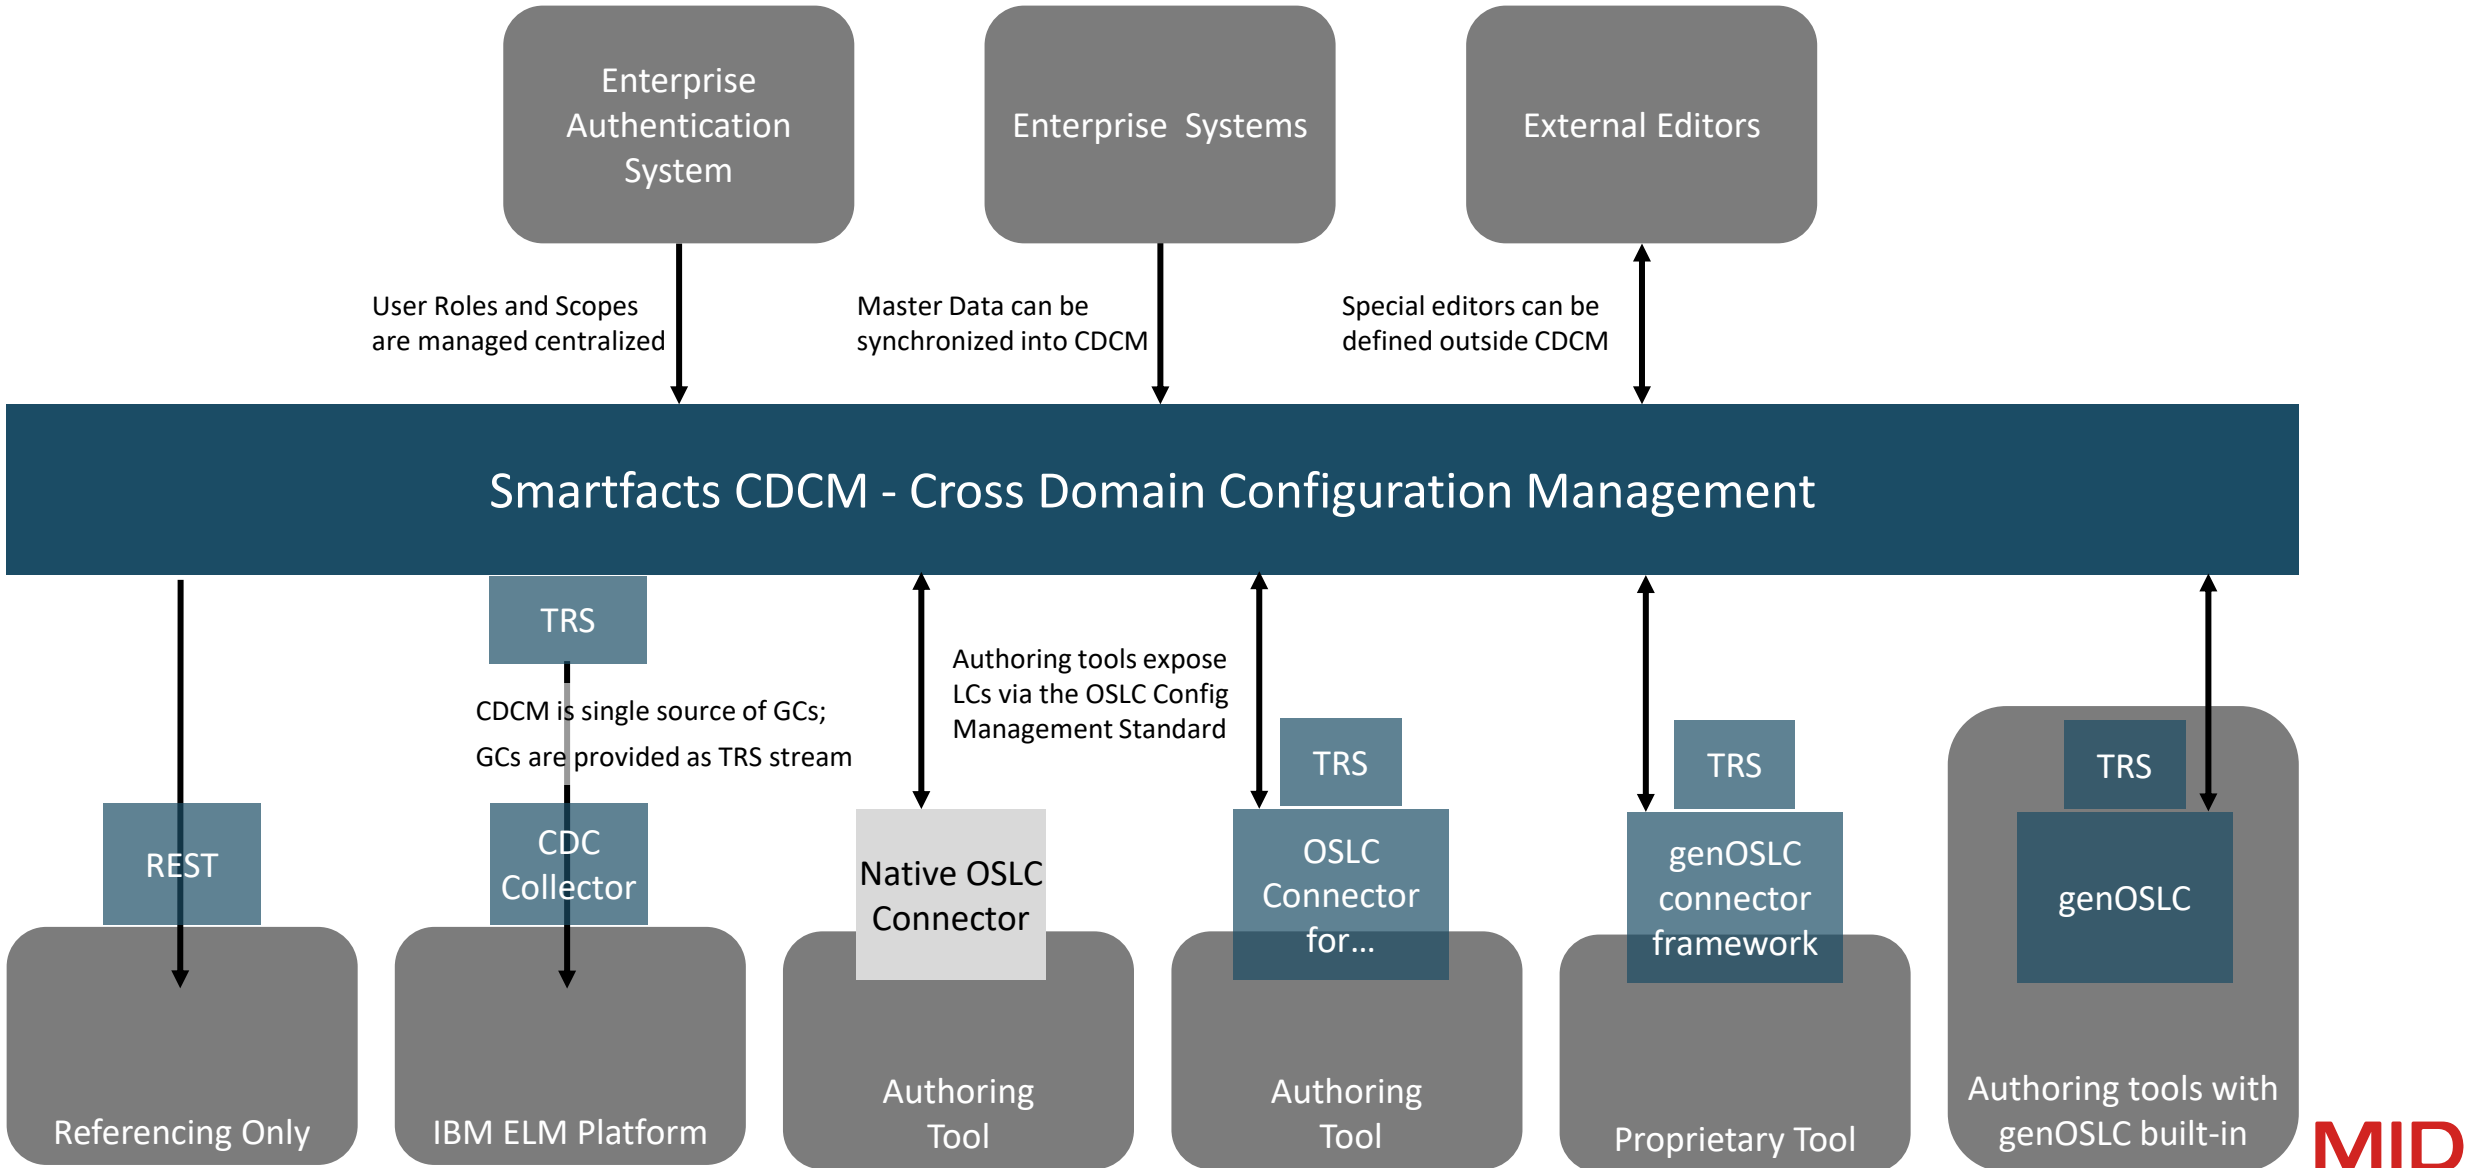 Enterprise
Authentication
System
Enterprise  Systems
External Editors
User Roles and Scopes
are managed centralized
Master Data can be
synchronized into CDCM
Special editors can be
defined outside CDCM
Smartfacts CDCM - Cross Domain Configuration Management
TRS
CDCM is single source of GCs;
GCs are provided as TRS stream
Authoring tools expose
LCs via the OSLC Config
Management Standard
TRS
TRS
TRS
REST
CDC
Collector
Native OSLC
Connector
OSLC
Connector
for...
genOSLC
connector
framework
genOSLC
Referencing Only
IBM ELM Platform
Authoring
Tool
Authoring
Tool
Proprietary Tool
Authoring tools with
genOSLC built-in
MID